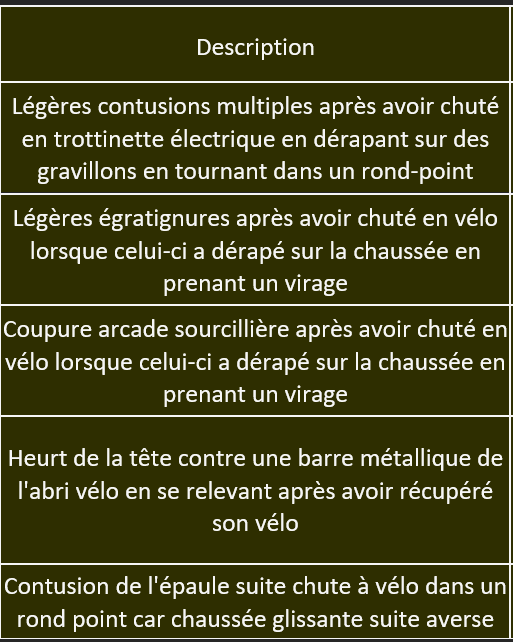 Description
Légères contusions multiples après avoir chuté
en trottinette électrique en dérapant sur des
gravillons en tournant dans un rond-point
Légères égratignures après avoir chuté en vélo
lorsque celui-ci a dérapé sur la chaussée en
prenant un virage
Coupure arcade sourcillière après avoir chuté en
vélo lorsque celui-ci a dérapé sur la chaussée en
prenant un virage
Heurt de la tête contre une barre métallique de
l'abri vélo en se relevant après avoir récupéré
son vélo
Contusion de l'épaule suite chute à vélo dans un
rond point car chaussée glissante suite averse